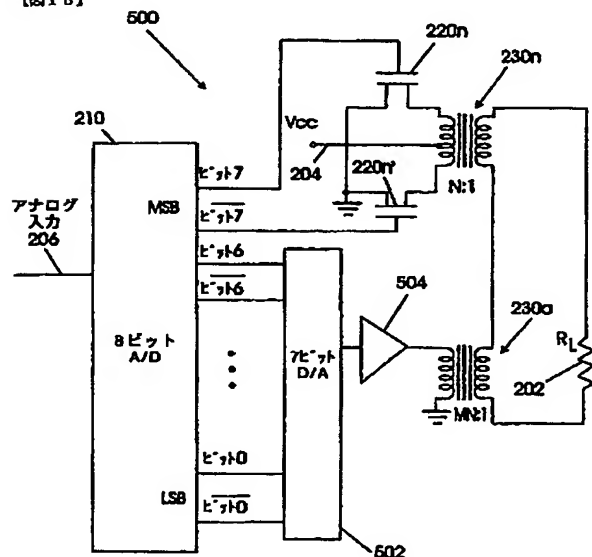 500
220n
230n
210
Vcc
204
220n'
N:1
ビット7
MSB
ビット7
アナログ
入力
206
ビット6
ビット6
504
230a
8ビット
A/D
7ビット
D/A
RL
202
MN:1
ビット0
LSB
ビット0
502